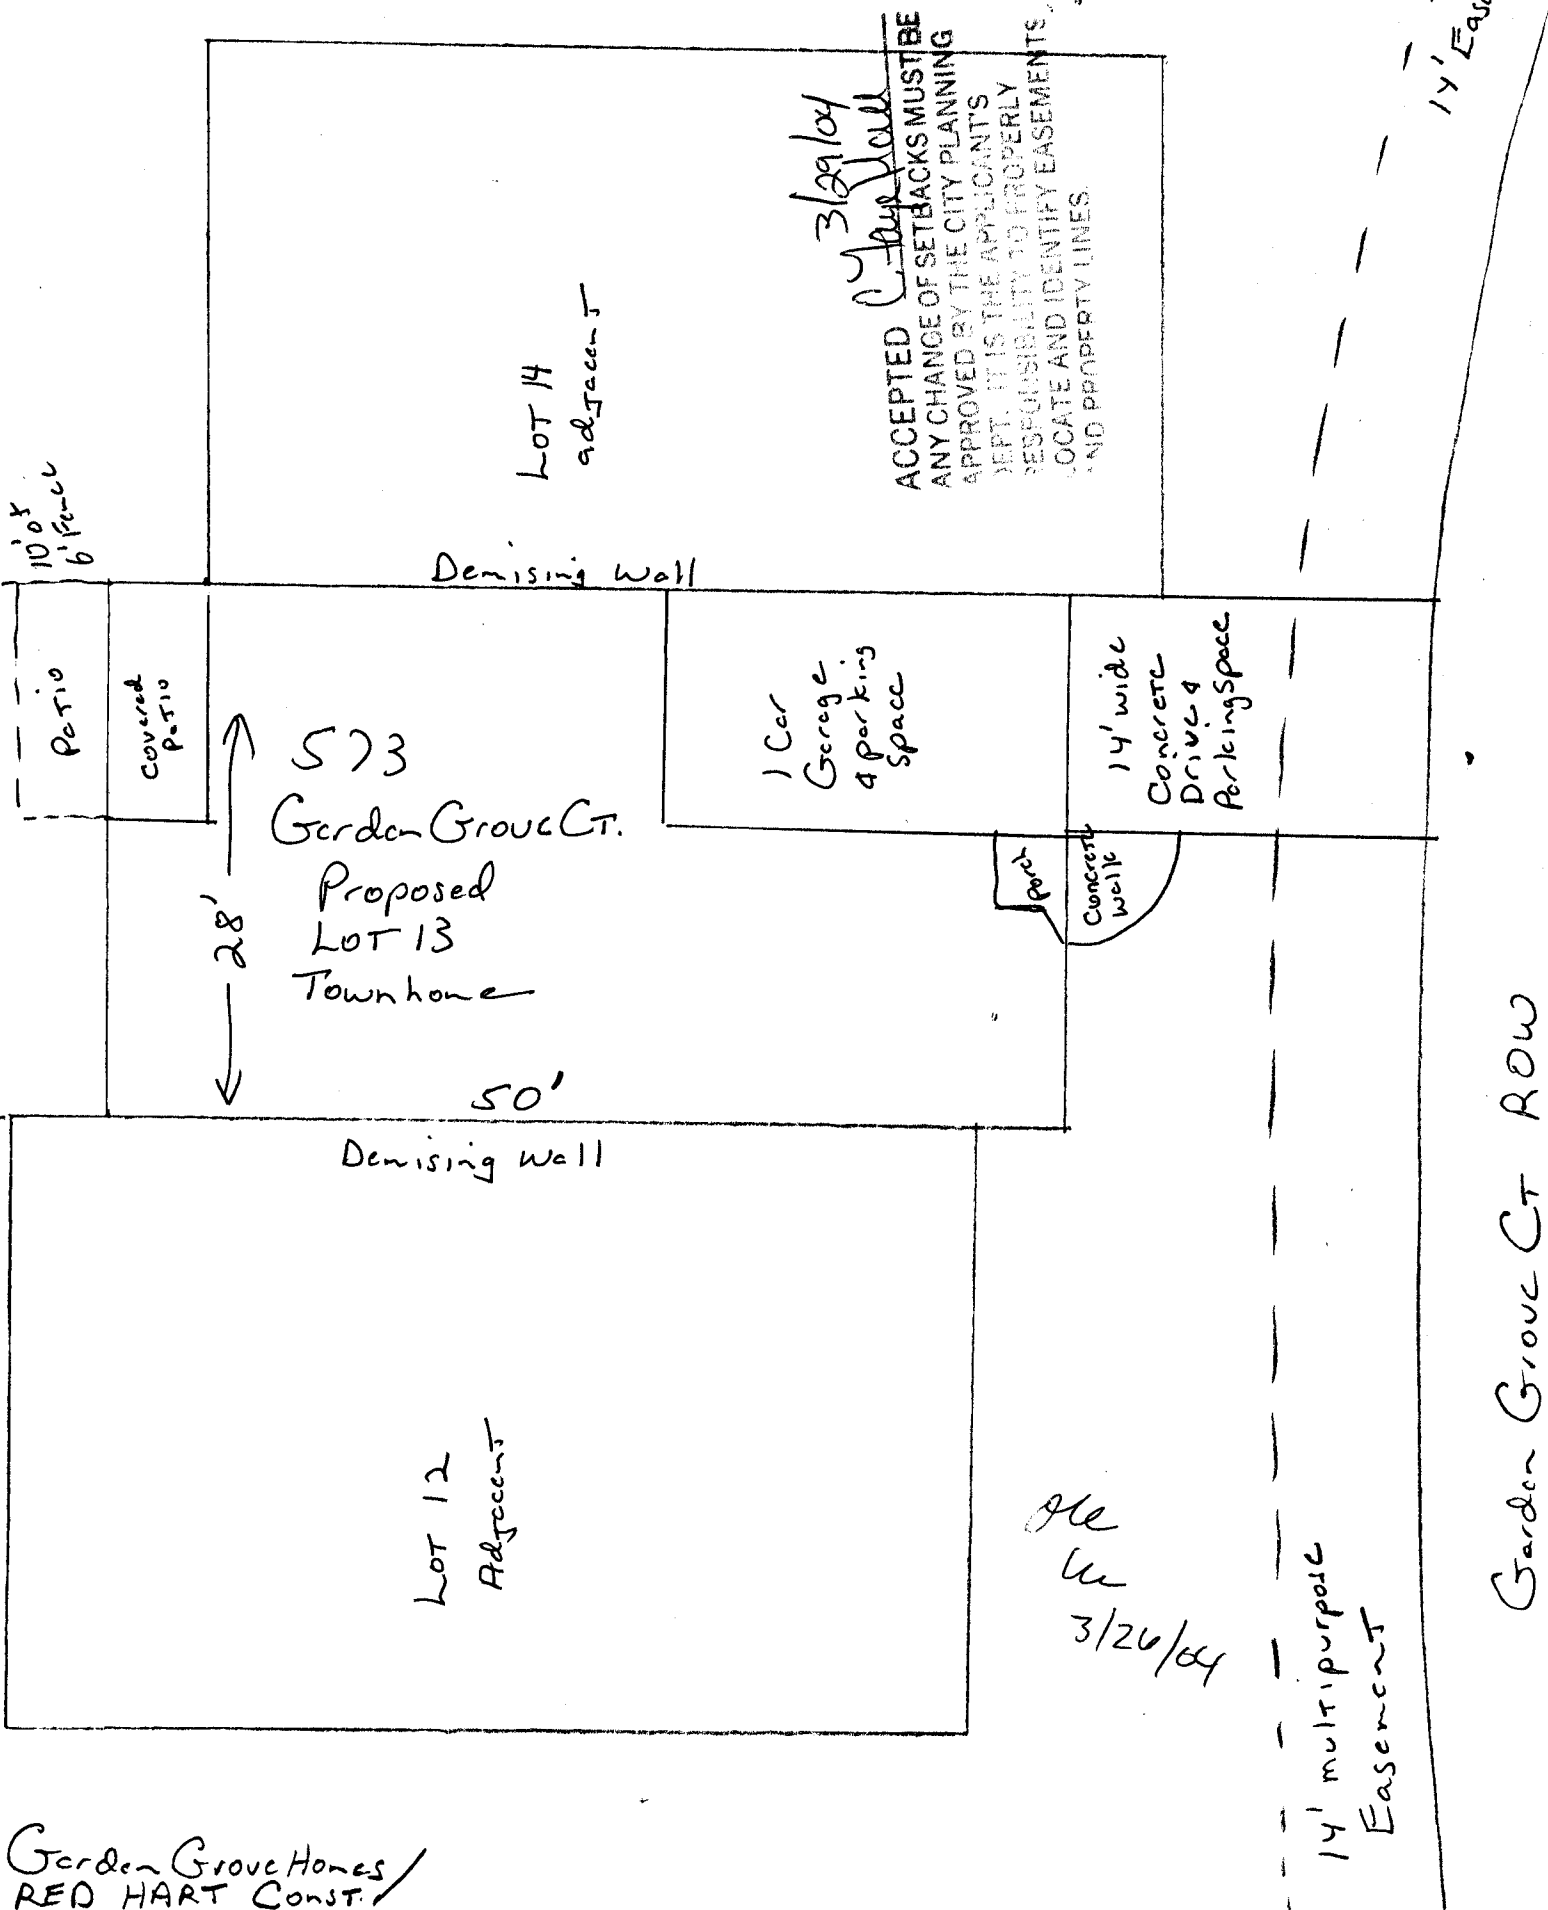 14' Ease
3/29/04
ACCEPTED C. Faye Hall
ANY CHANGE OF SETBACKS MUST BE
APPROVED BY THE CITY PLANNING
DEPT. IT IS THE APPLICANT'S
RESPONSIBILITY TO PROPERLY
LOCATE AND IDENTIFY EASEMENTS
AND PROPERTY LINES.
LOT 14
adjacent
10' of
6' Fence
Demising Wall
Patio
Covered
Patio
573
Garden Grove CT.
Proposed
LOT 13
Townhome
28'
1 Car
Garage
& parking
Space
14' wide
Concrete
Drive &
Parking Space
porch
Concrete
Walk
50'
Demising Wall
LOT 12
Adjacent
3/26/04
14' multipurpose
Easement
Garden Grove CT ROW
Garden Grove Homes/
RED HART CONST.